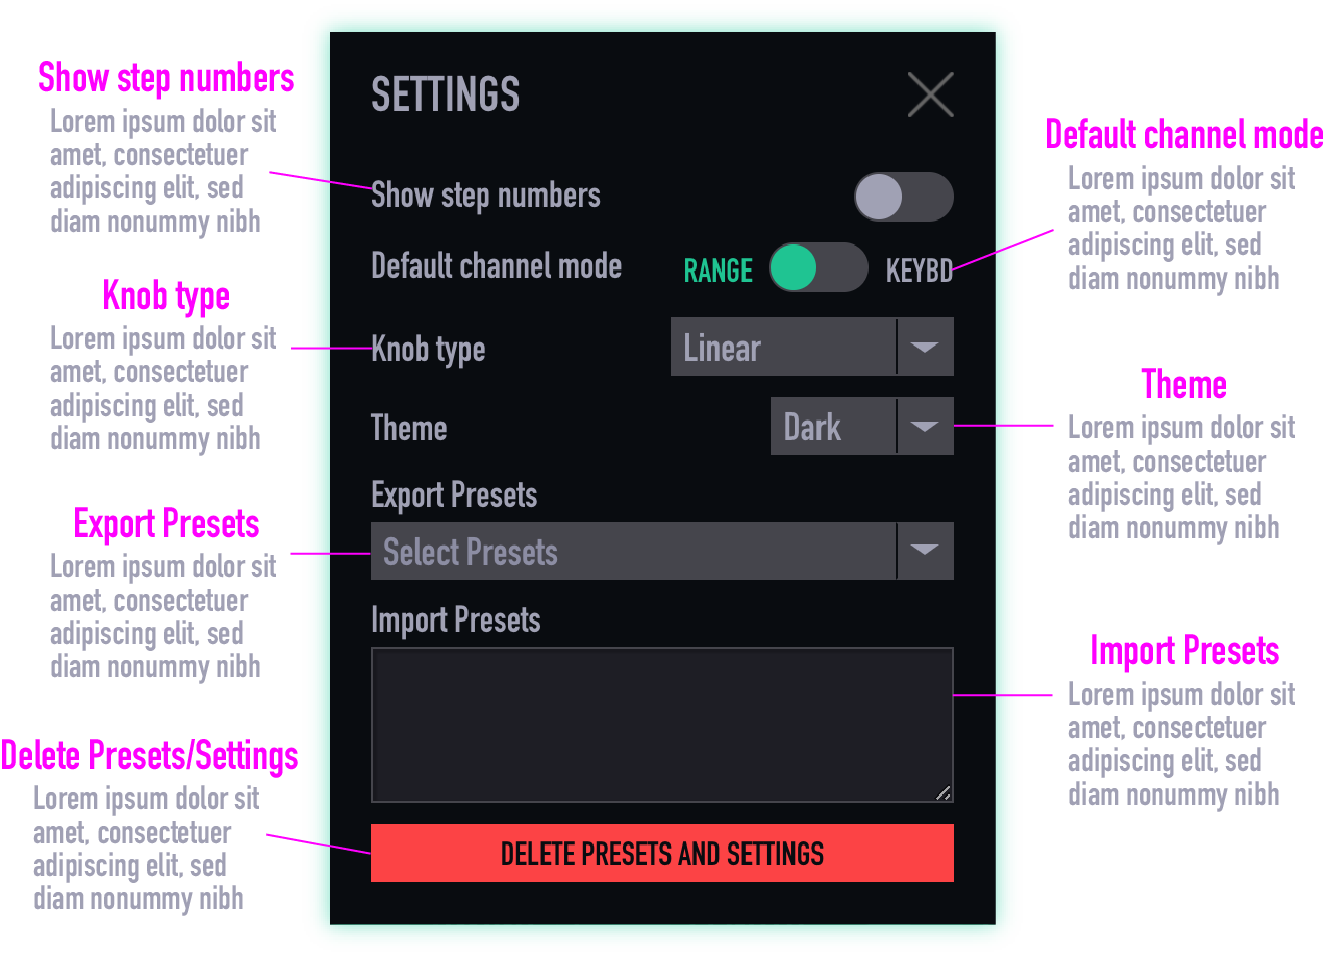 Show step numbers
Lorem ipsum dolor sit
amet, consectetuer
adipiscing elit, sed
diam nonummy nibh
Knob type
Lorem ipsum dolor sit
amet, consectetuer
adipiscing elit, sed
diam nonummy nibh
Export Presets
Lorem ipsum dolor sit
amet, consectetuer
adipiscing elit, sed
diam nonummy nibh
Delete Presets/Settings
Lorem ipsum dolor sit
amet, consectetuer
adipiscing elit, sed
diam nonummy nibh
SETTINGS
Show step numbers
Default channel mode RANGE KEYBD
Knob type Linear
Theme Dark
Export Presets
Select Presets
Import Presets
DELETE PRESETS AND SETTINGS
Default channel mode
Lorem ipsum dolor sit
amet, consectetuer
adipiscing elit, sed
diam nonummy nibh
Theme
Lorem ipsum dolor sit
amet, consectetuer
adipiscing elit, sed
diam nonummy nibh
Import Presets
Lorem ipsum dolor sit
amet, consectetuer
adipiscing elit, sed
diam nonummy nibh